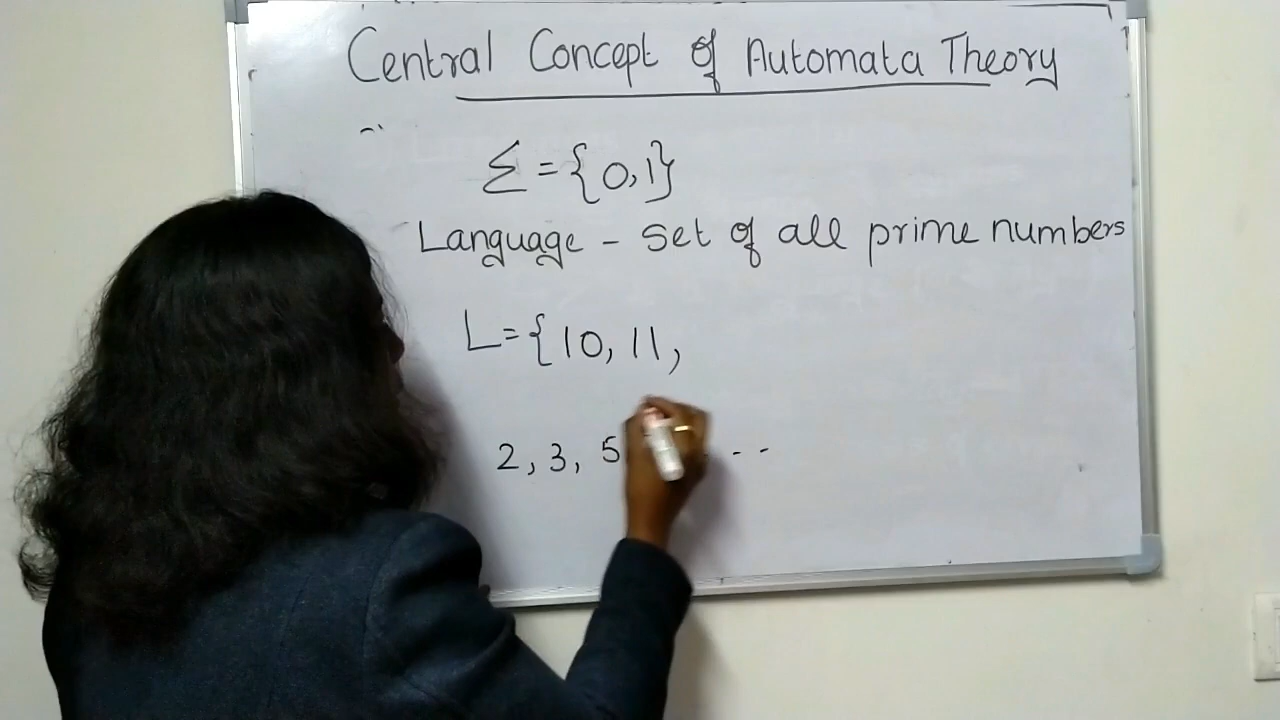 Central Concept of Automata Theory
Σ = {0,1}
Language - set of all prime numbers
L = {10, 11,
2, 3, 5 - -